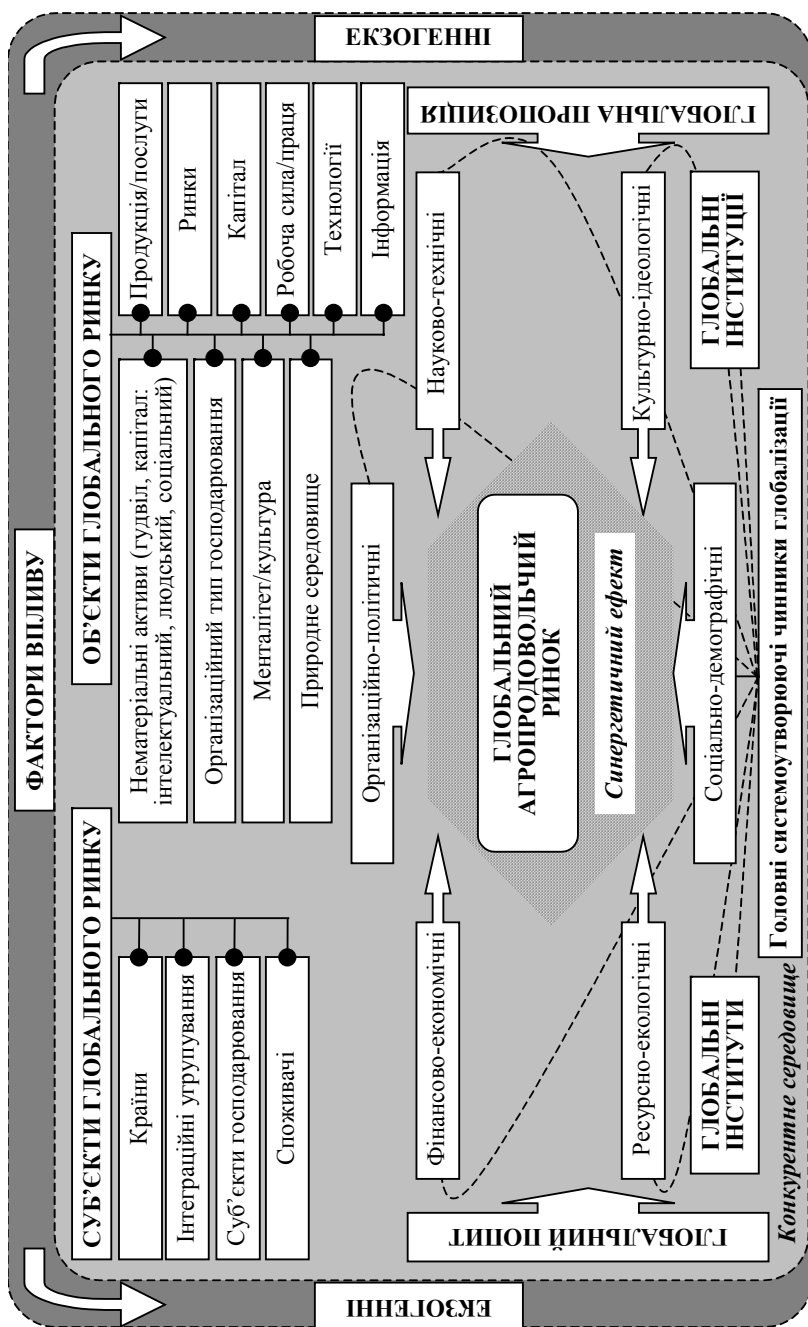 ФАКТОРИ ВПЛИВУ
ЕКЗОГЕННІ
ЕКЗОГЕННІ
СУБ’ЄКТИ ГЛОБАЛЬНОГО РИНКУ
Країни
Інтеграційні угрупування
Суб’єкти господарювання
Споживачі
ОБ’ЄКТИ ГЛОБАЛЬНОГО РИНКУ
Нематеріальні активи (гудвіл, капітал:
інтелектуальний, людський, соціальний)
Організаційний тип господарювання
Менталітет/культура
Природне середовище
Продукція/послуги
Ринки
Капітал
Робоча сила/праця
Технології
Інформація
ГЛОБАЛЬНИЙ ПОПИТ
ГЛОБАЛЬНА ПРОПОЗИЦІЯ
Фінансово-економічні
Організаційно-політичні
Науково-технічні
ГЛОБАЛЬНИЙ
АГРОПРОДОВОЛЬЧИЙ
РИНОК
Синергетичний ефект
Ресурсно-екологічні
Соціально-демографічні
Культурно-ідеологічні
ГЛОБАЛЬНІ
ІНСТИТУТИ
ГЛОБАЛЬНІ
ІНСТИТУЦІЇ
Головні системоутворюючі чинники глобалізації
Конкурентне середовище